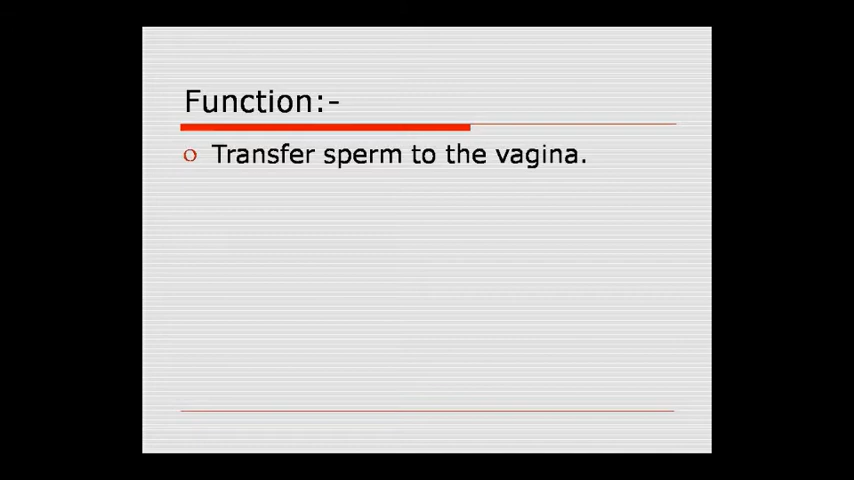 Function:-
o Transfer sperm to the vagina.